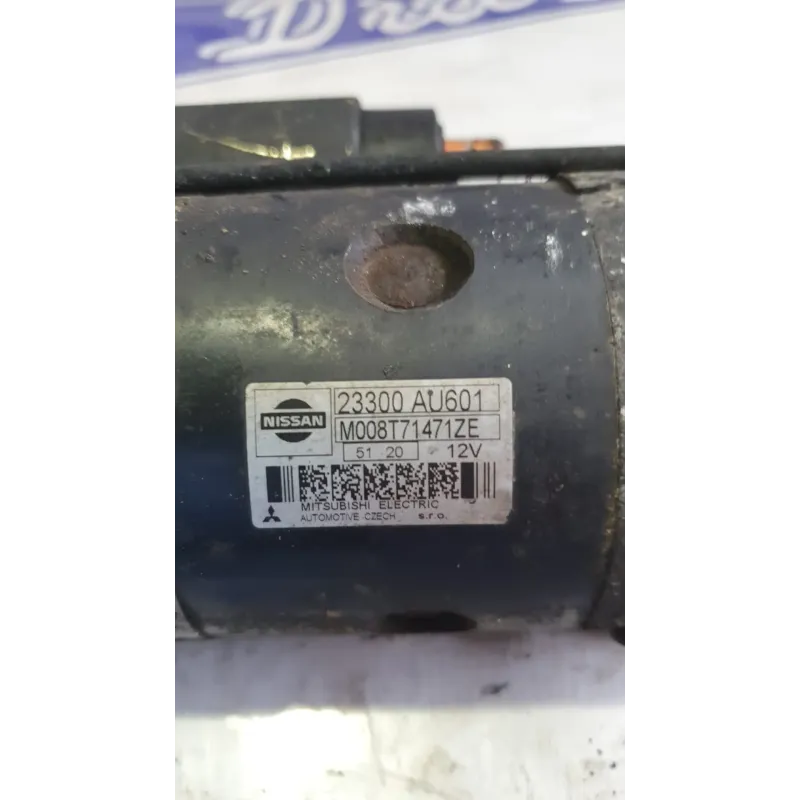 23300 AU601
NISSAN
M008T71471ZE
51 20 12V
MITSUBISHI ELECTRIC
AUTOMOTIVE CZECH s.r.o.